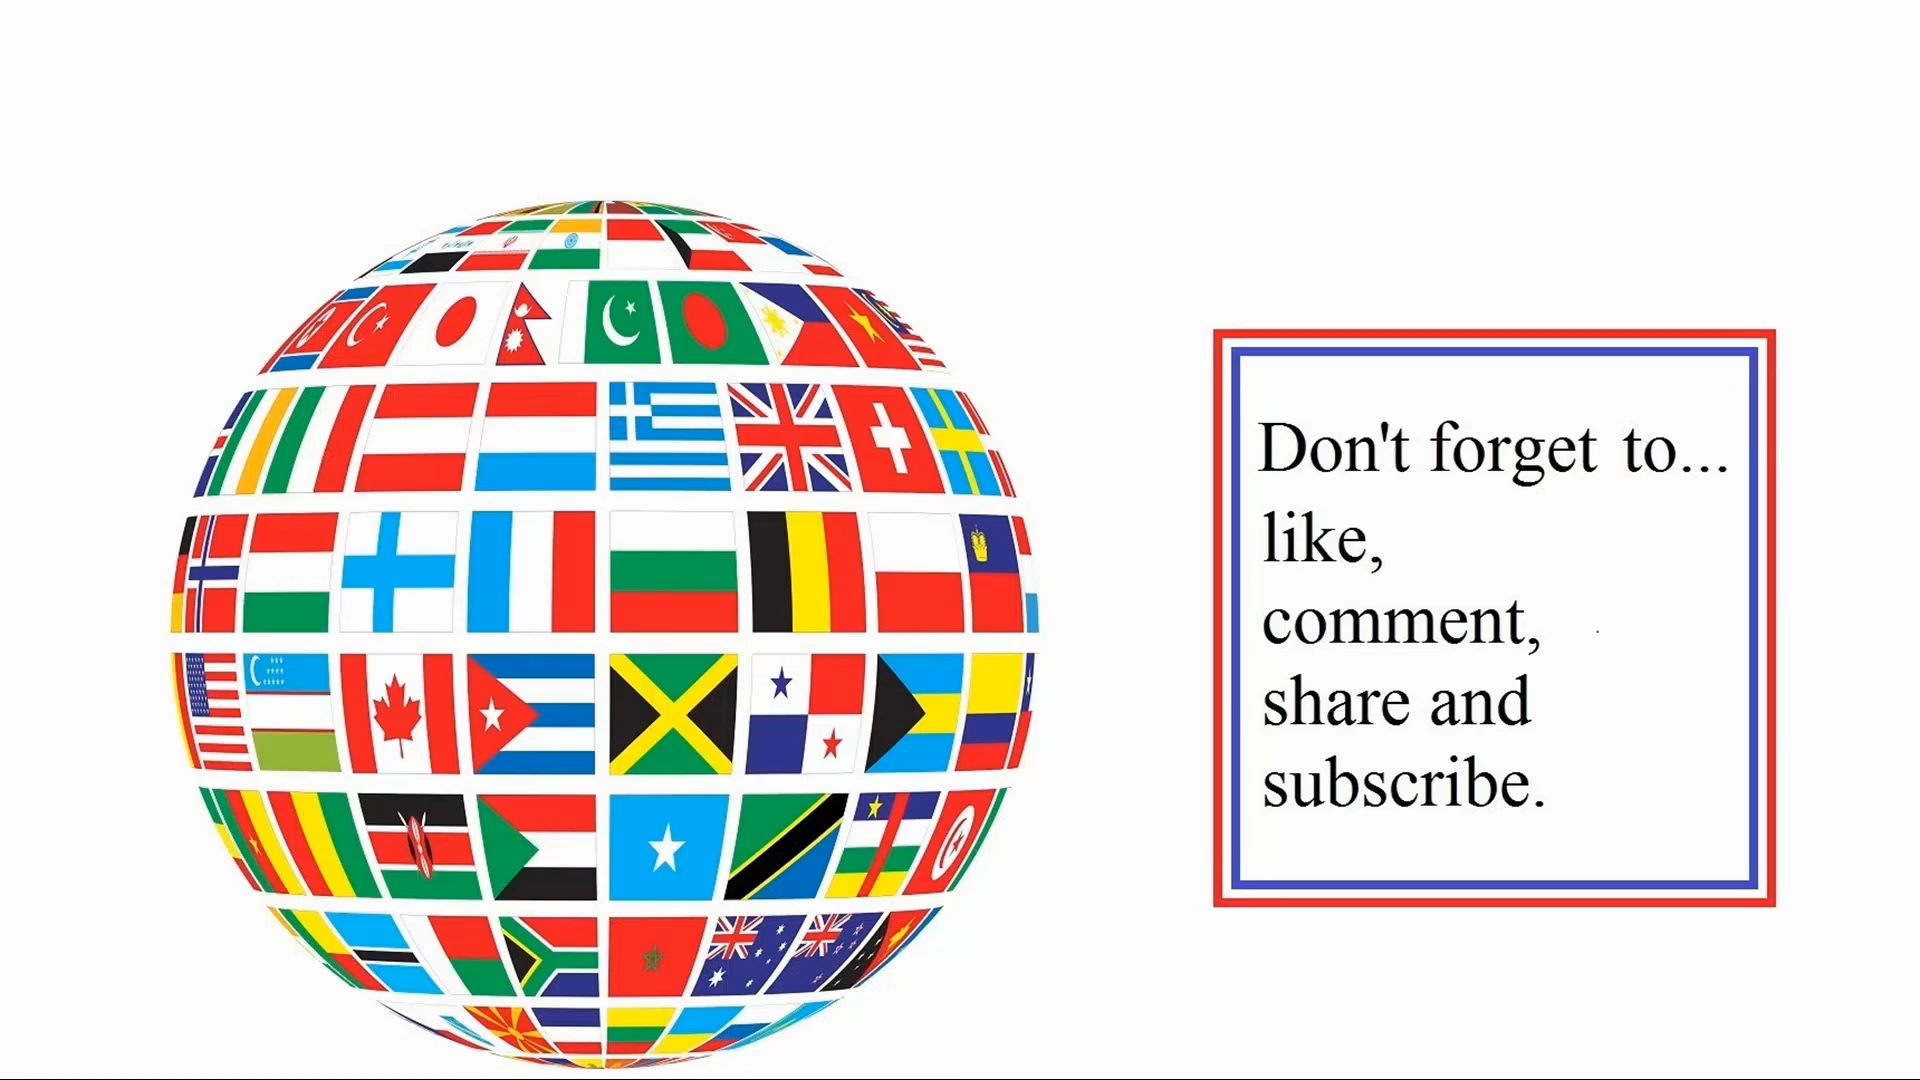 Don't forget to...
like,
comment,
share and
subscribe.